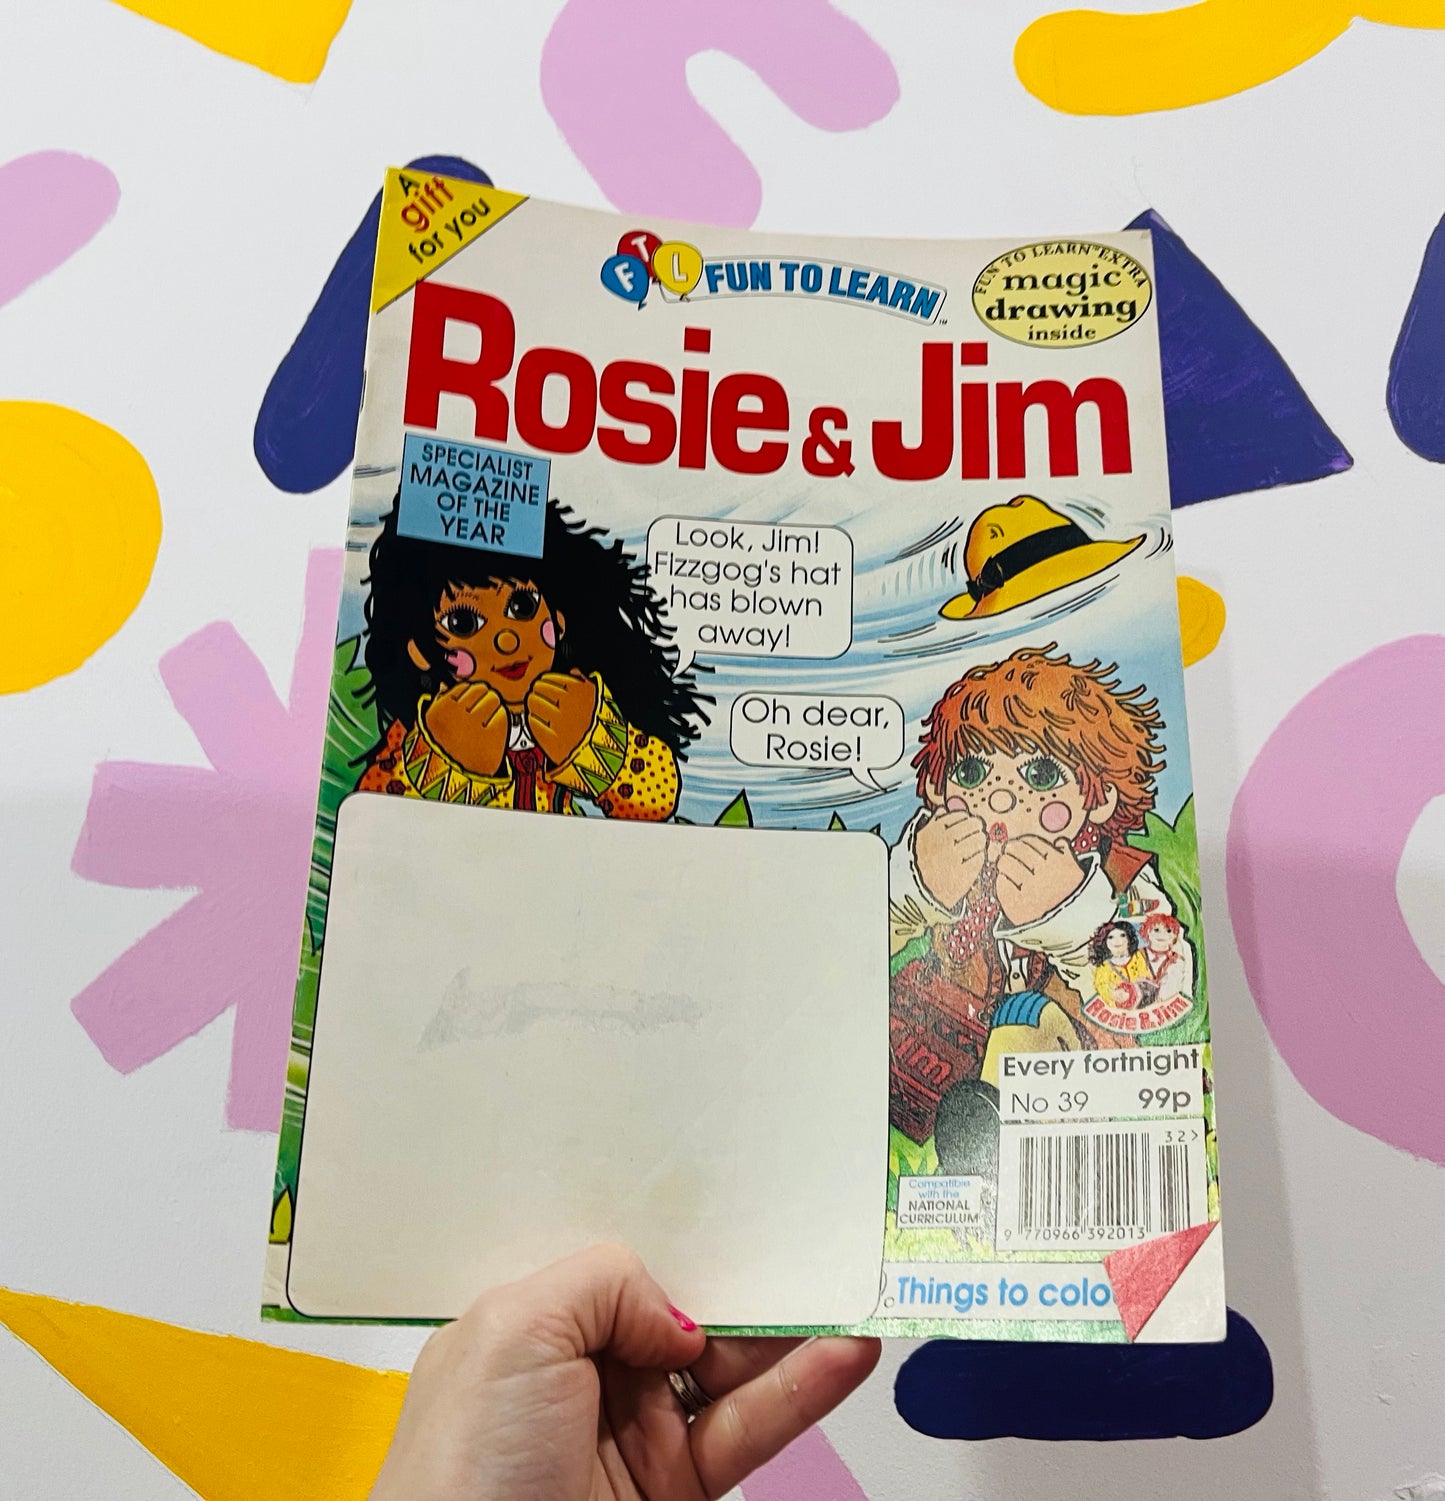 A
gift
for you
FTL FUN TO LEARN™
FUN TO LEARN "EXTRA
magic
drawing
inside
Rosie & Jim
SPECIALIST
MAGAZINE
OF THE
YEAR
Look, Jim!
Fizzgog's hat
has blown
away!
Oh dear,
Rosie!
Rosie & Jim
Jim
Every fortnight
No 39 99p
32>
9 770966 392013
Compatible
with the
NATIONAL
CURRICULUM
Things to colo